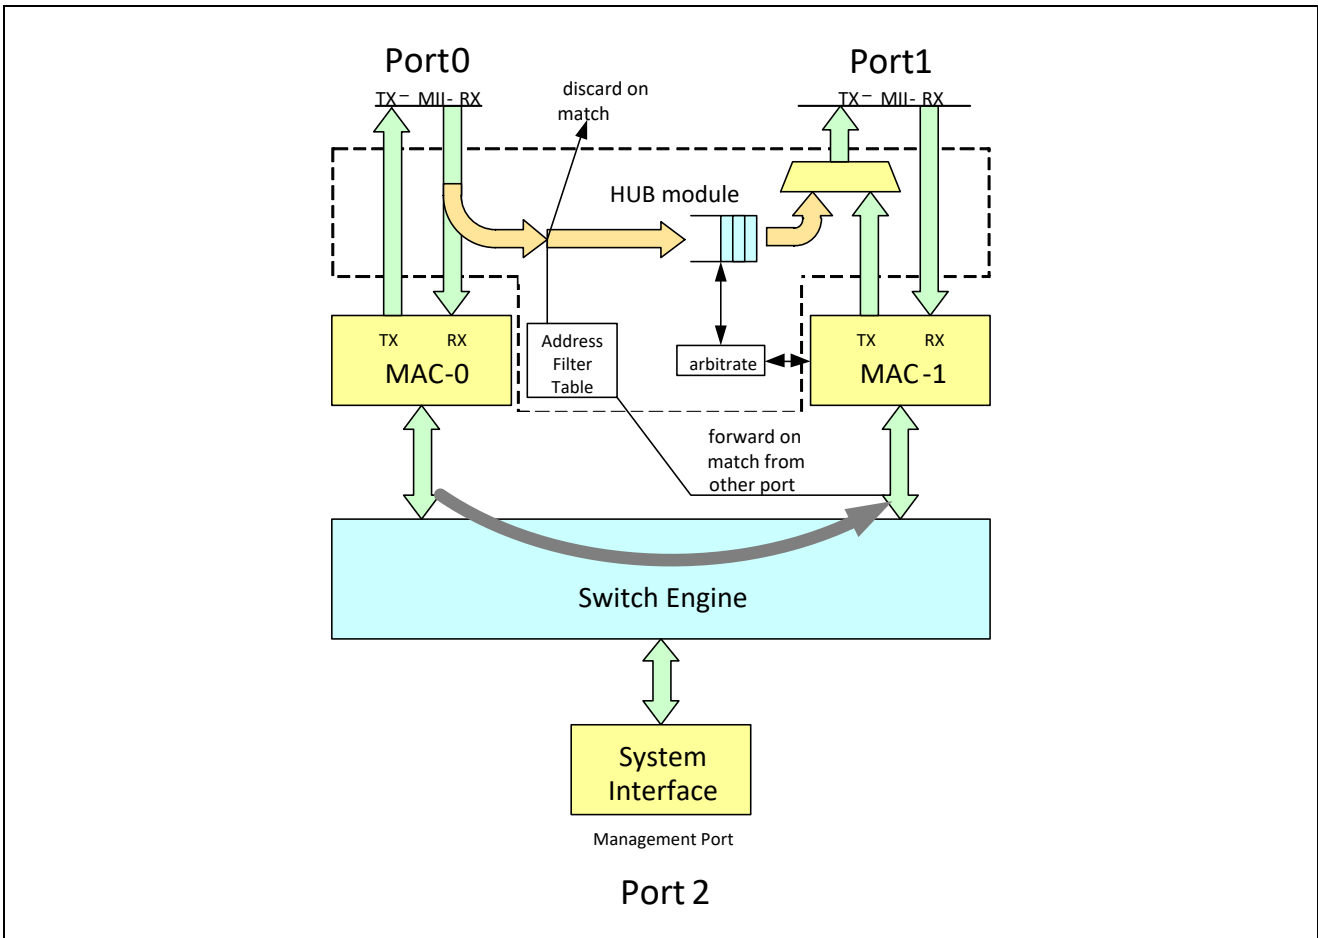 Port0
Port1
TX – MII - RX
TX – MII - RX
discard on
match
HUB module
TX RX
MAC-0
Address
Filter
Table
arbitrate
TX RX
MAC-1
forward on
match from
other port
Switch Engine
System
Interface
Management Port
Port 2